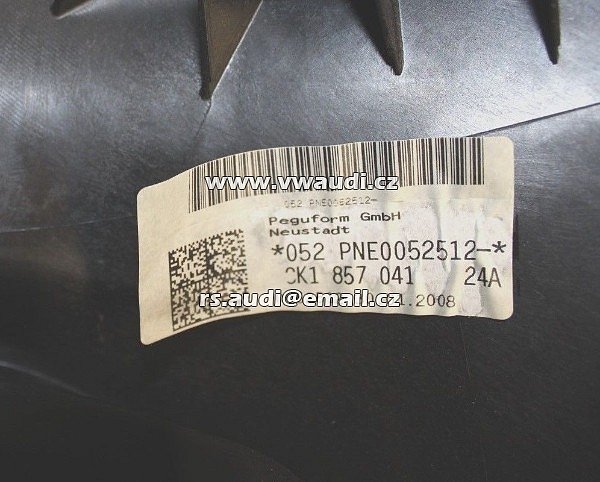 www.vwaudi.cz
052 PNE0052512-
Peguform GmbH
Neustadt
*052 PNE0052512-*
CK1 857 041 24A
rs.audi@email.cz .2008